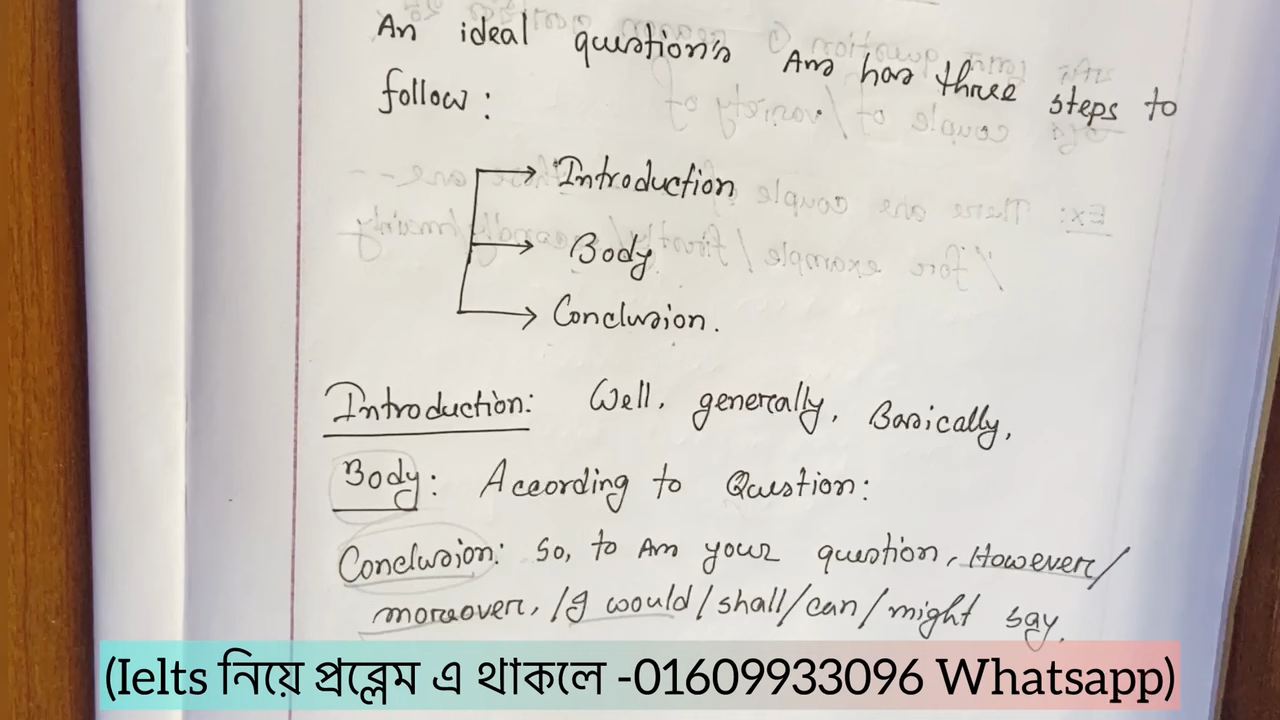 An ideal question's Ans has three steps to
follow:
Introduction
Body
Conclusion.
Introduction: Well, generally, Basically,
Body: According to Question:
Conclusion: So, to Ans your question, However/
moreover, /I would/shall/can/might say.
(Ielts নিয়ে প্রব্লেম এ থাকলে -01609933096 Whatsapp)